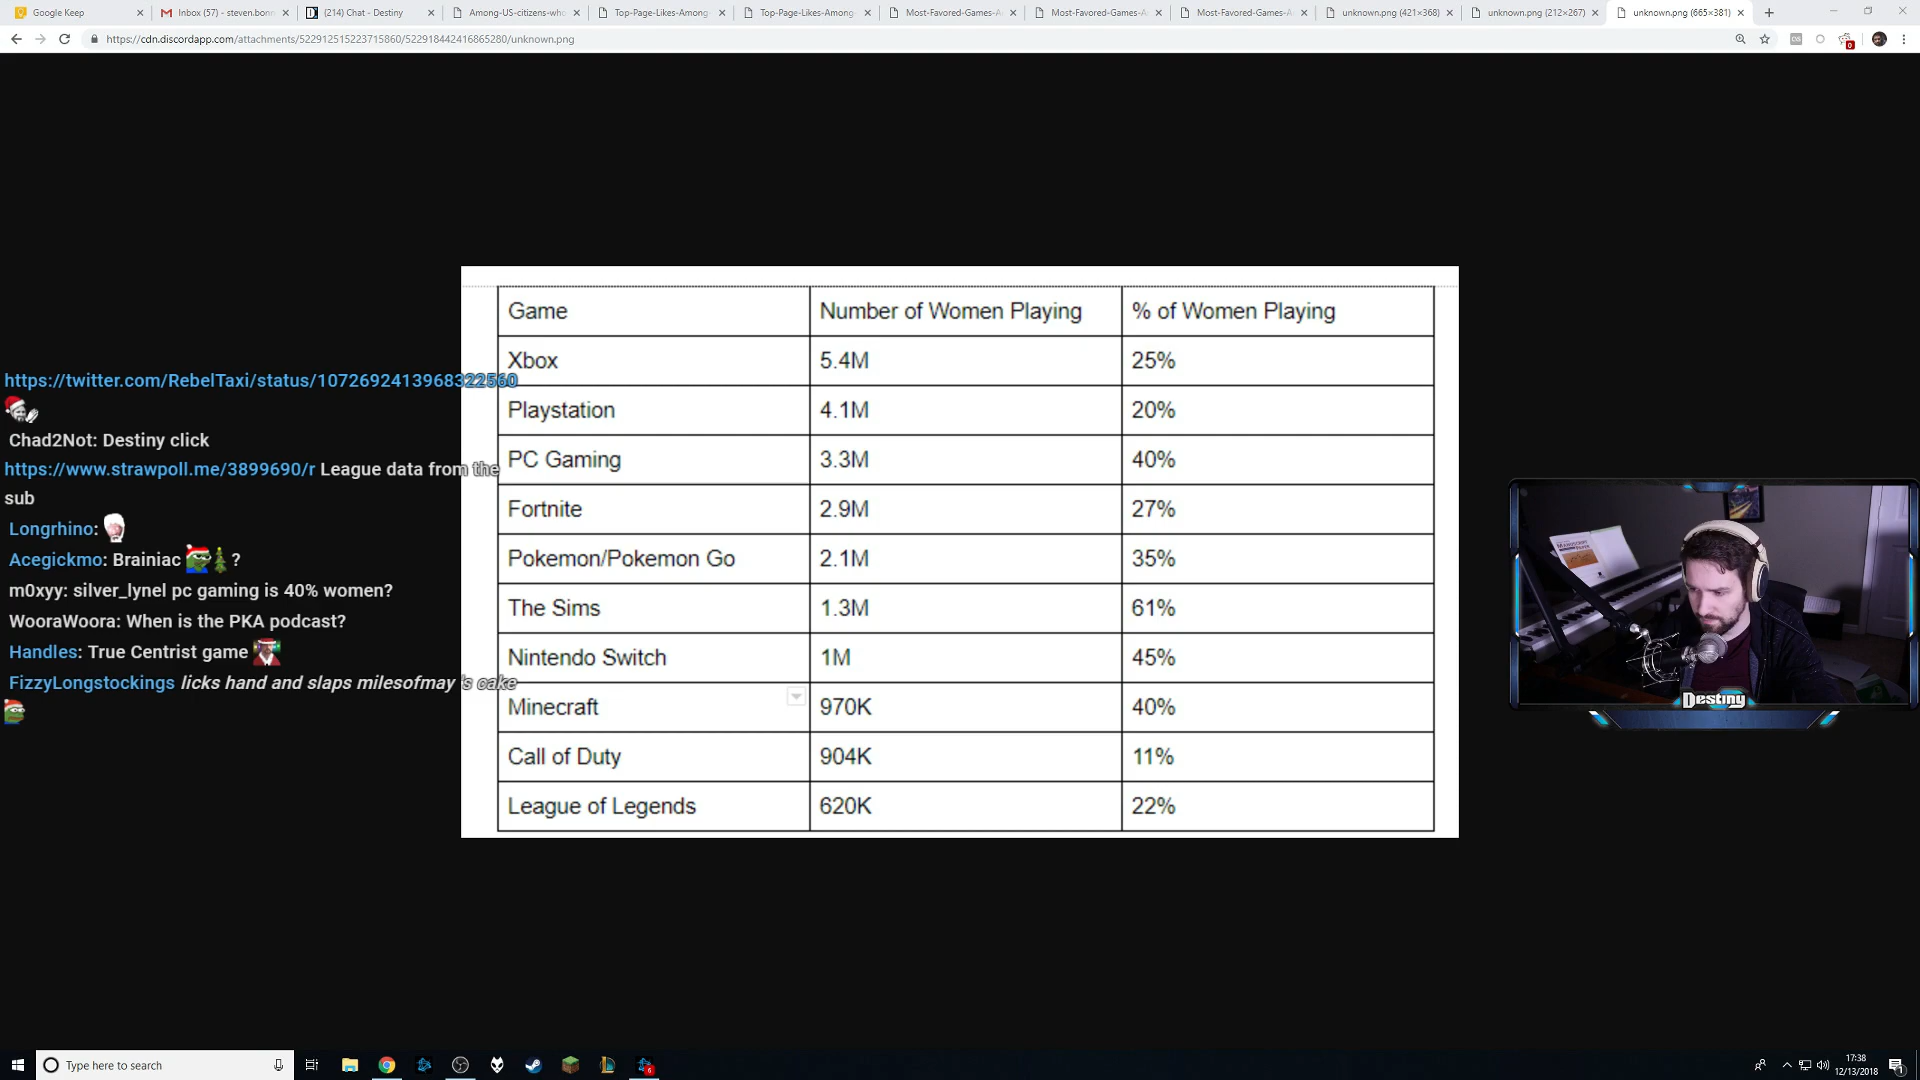 Google Keep
Inbox (57) - steven.bonn
(214) Chat - Destiny
Among-US-citizens-who
Top-Page-Likes-Among-
Top-Page-Likes-Among-
Most-Favored-Games-A
Most-Favored-Games-A
Most-Favored-Games-A
unknown.png (421×368)
unknown.png (212×267)
unknown.png (665×381)
https://cdn.discordapp.com/attachments/522912515223715860/522918442416865280/unknown.png
Game Number of Women Playing % of Women Playing
Xbox 5.4M 25%
Playstation 4.1M 20%
PC Gaming 3.3M 40%
Fortnite 2.9M 27%
Pokemon/Pokemon Go 2.1M 35%
The Sims 1.3M 61%
Nintendo Switch 1M 45%
Minecraft 970K 40%
Call of Duty 904K 11%
League of Legends 620K 22%
https://twitter.com/RebelTaxi/status/1072692413968322560
Chad2Not: Destiny click
https://www.strawpoll.me/3899690/r League data from the
sub
Longrhino:
Acegickmo: Brainiac ?
m0xyy: silver_lynel pc gaming is 40% women?
WooraWoora: When is the PKA podcast?
Handles: True Centrist game
FizzyLongstockings licks hand and slaps milesofmay 's cake
Destiny
Type here to search
17:38
12/13/2018